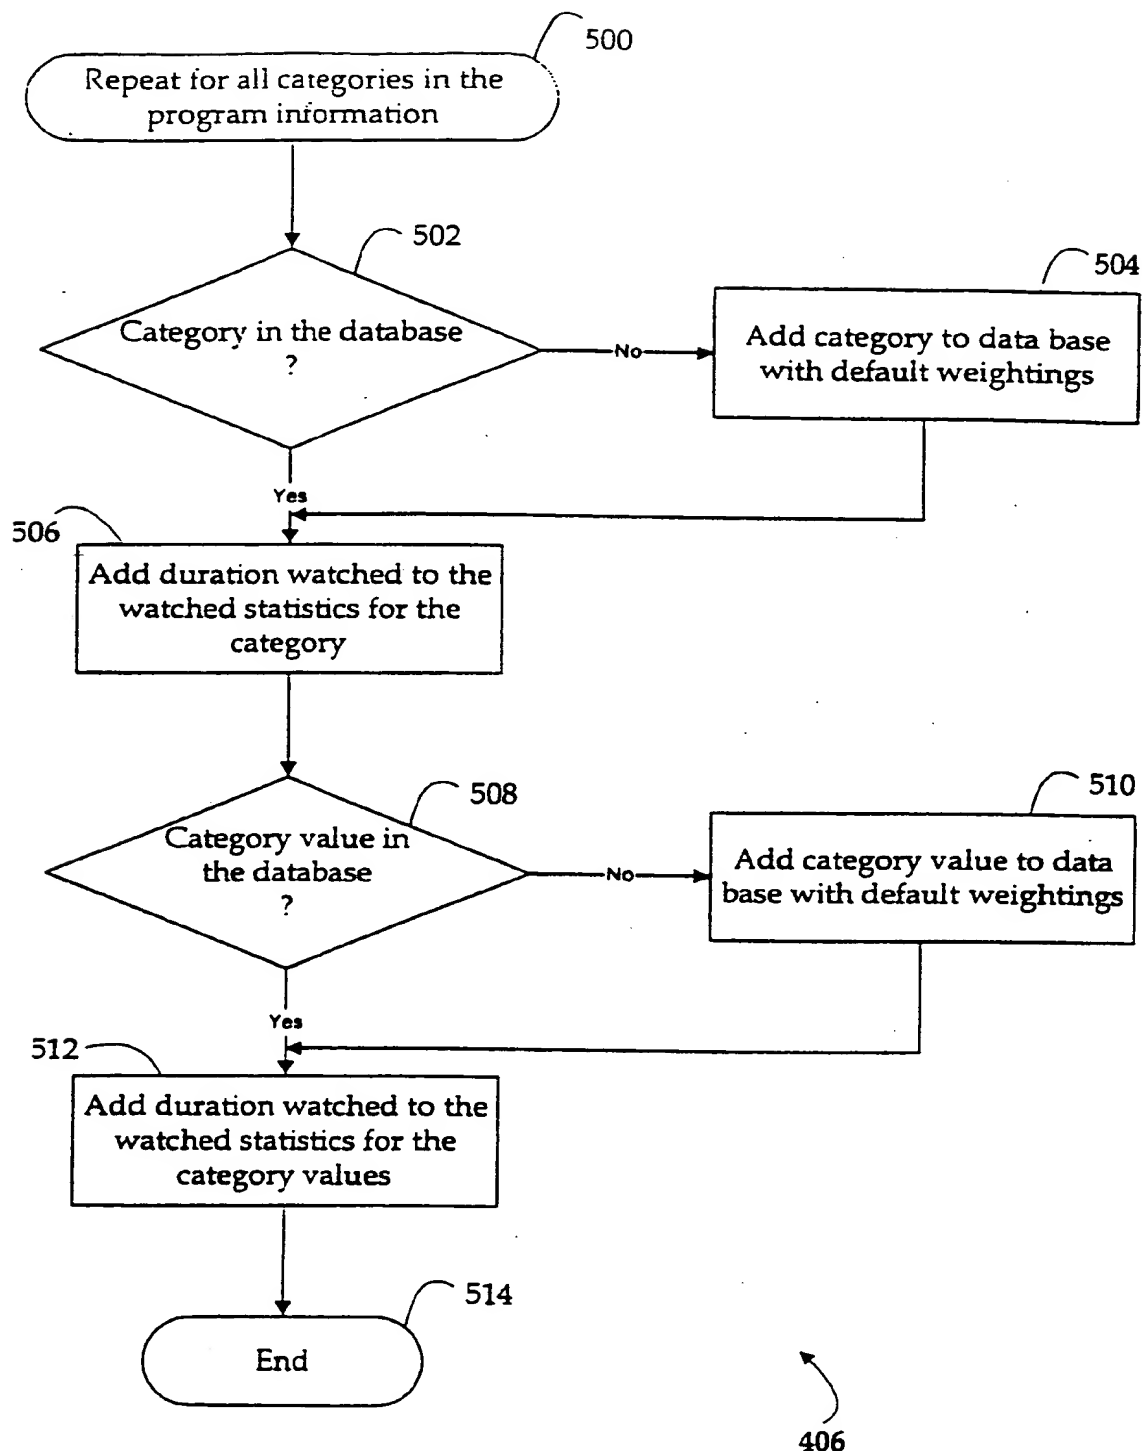 500
Repeat for all categories in the
program information
502
Category in the database
?
504
Add category to data base
with default weightings
No
Yes
506
Add duration watched to the
watched statistics for the
category
508
Category value in
the database
?
510
Add category value to data
base with default weightings
No
Yes
512
Add duration watched to the
watched statistics for the
category values
514
End
406